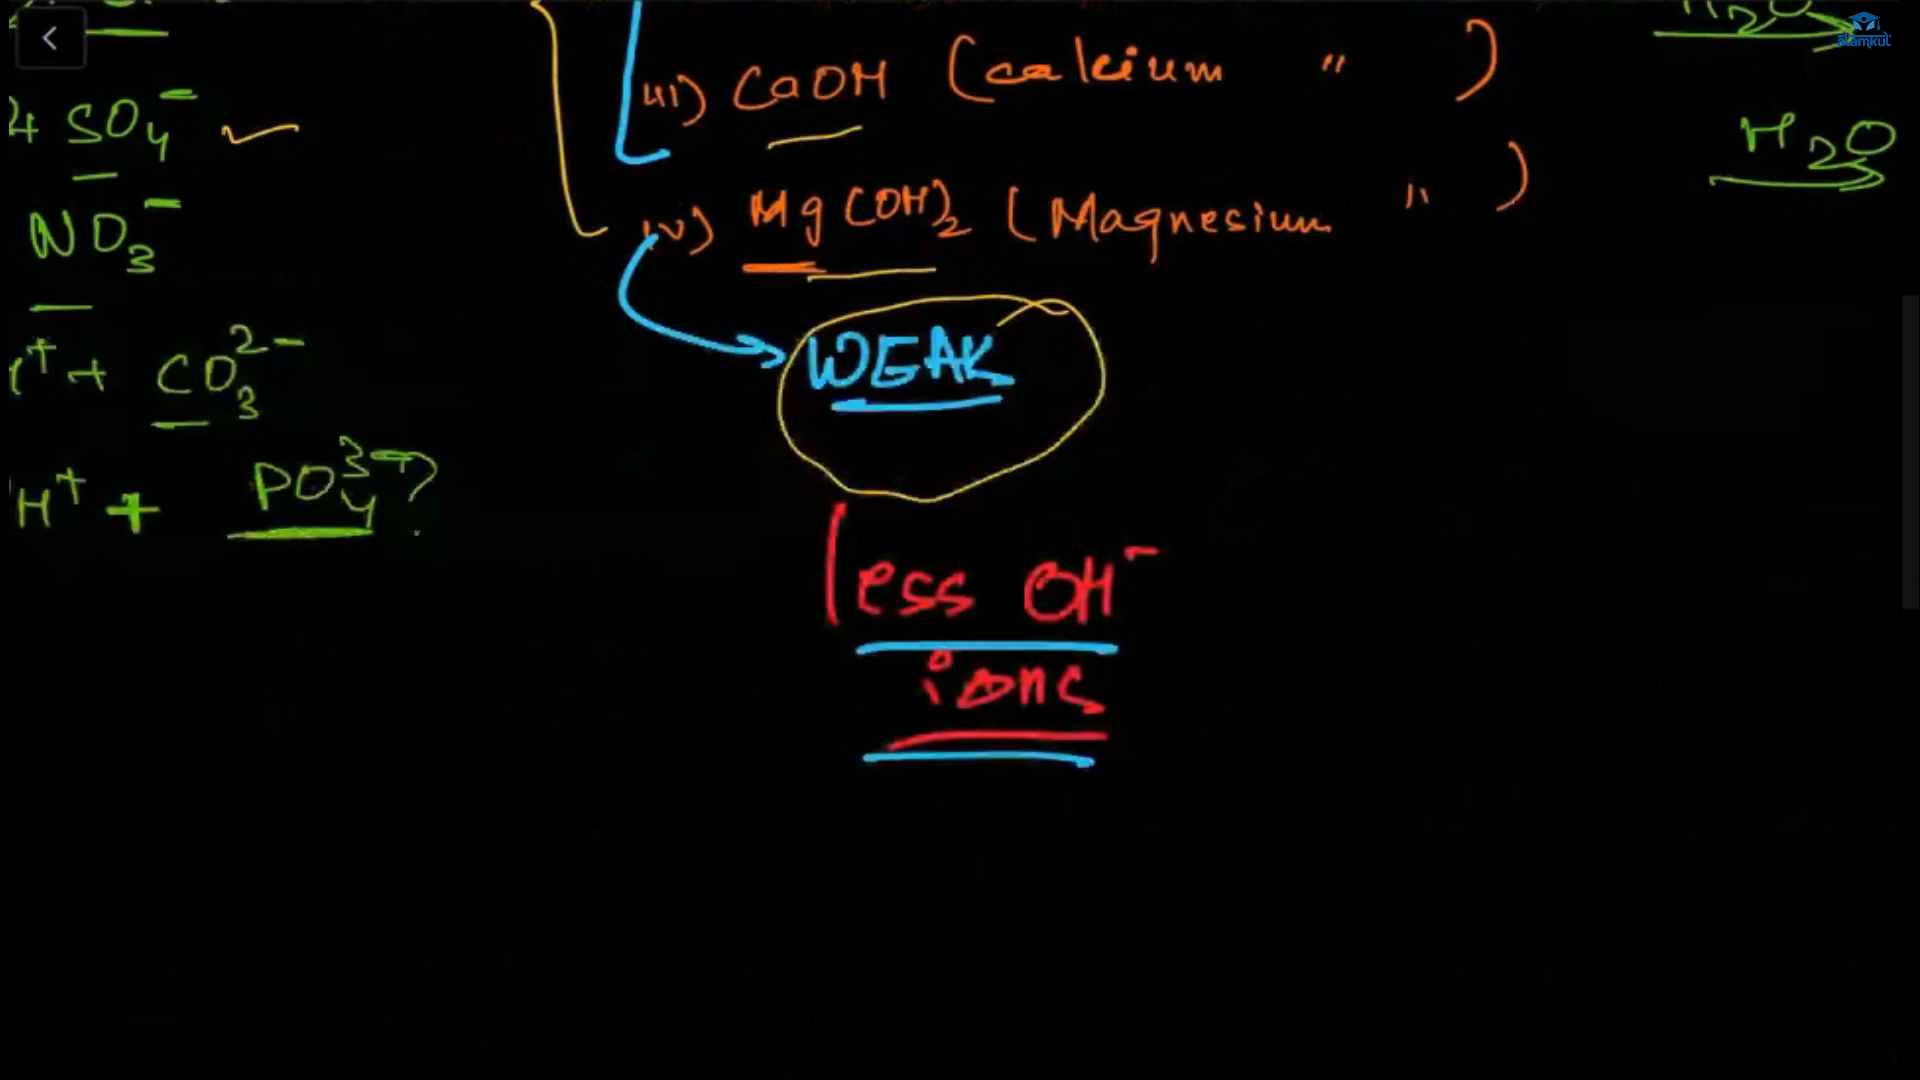 H2O
alamkul
iii) CaOH (calcium " )
+ SO4-
H2O
iv) Mg(OH)2 (Magnesium " )
NO3-
WEAK
+ + CO3 2-
H+ + PO4 3- ?
less OH-
ions